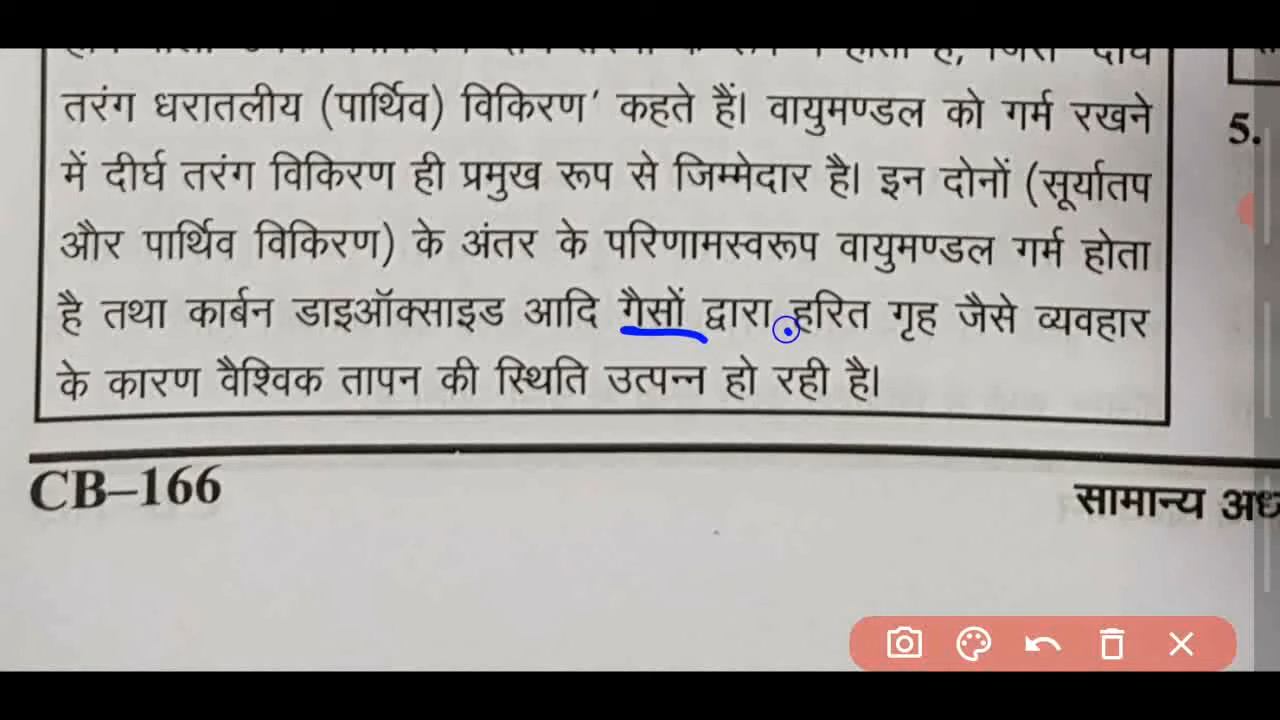 तरंग धरातलीय (पार्थिव) विकिरण' कहते हैं। वायुमण्डल को गर्म रखने
में दीर्घ तरंग विकिरण ही प्रमुख रूप से जिम्मेदार है। इन दोनों (सूर्यातप
और पार्थिव विकिरण) के अंतर के परिणामस्वरूप वायुमण्डल गर्म होता
है तथा कार्बन डाइऑक्साइड आदि गैसों द्वारा हरित गृह जैसे व्यवहार
के कारण वैश्विक तापन की स्थिति उत्पन्न हो रही है।
5.
CB–166
सामान्य